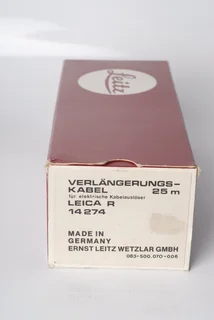 Leitz
VERLÄNGERUNGS-
KABEL 25 m
für elektrische Kabelauslöser
LEICA R
14 274
MADE IN
GERMANY
ERNST LEITZ WETZLAR GMBH
083-500.070-006